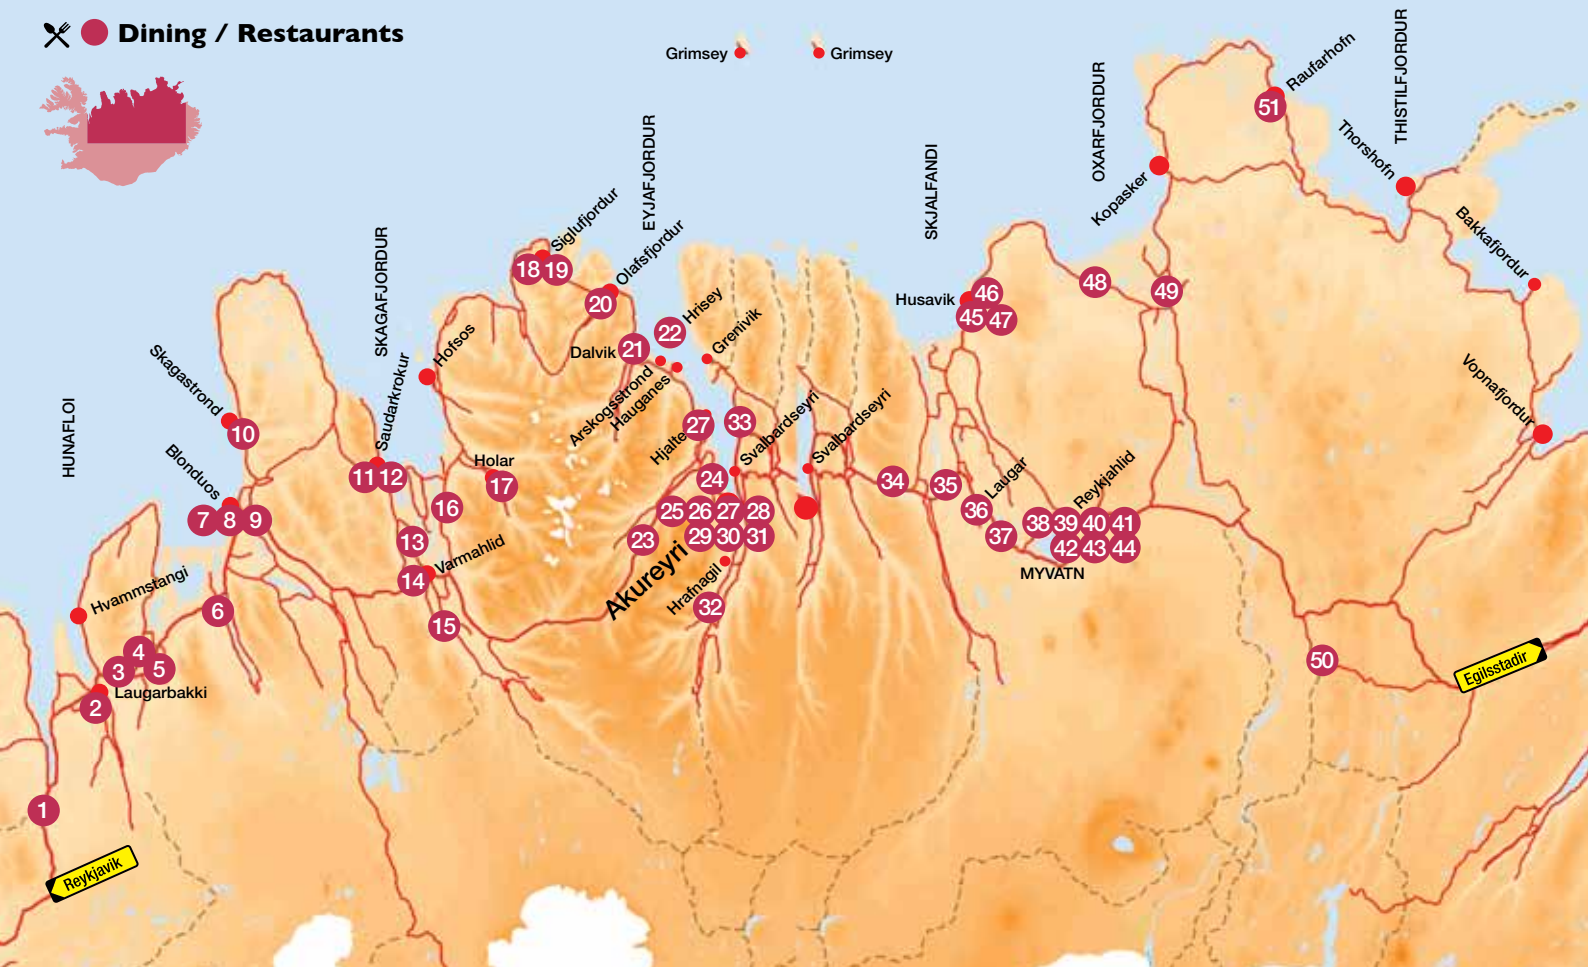 Dining / Restaurants
Grimsey
Grimsey
HUNAFLOI
SKAGAFJORDUR
EYJAFJORDUR
SKJALFANDI
OXARFJORDUR
THISTILFJORDUR
Raufarhofn
51
Thorshofn
Kopasker
Bakkafjordur
Vopnafjordur
Siglufjordur
18
19
Olafsfjordur
20
Dalvik
21
22
Hrisey
Grenivik
Arskogsstrond
Hauganes
Hjalte
27
33
Svalbardseyri
Svalbardseyri
Husavik
46
45
47
48
49
Skagastrond
10
Blonduos
7
8
9
Saudarkrokur
11
12
Hofsos
Holar
17
16
13
Varmahlid
14
15
24
25
26
27
28
23
29
30
31
Akureyri
Hrafnagil
32
34
35
36
Laugar
37
Reykjahlid
38
39
40
41
42
43
44
MYVATN
Hvammstangi
6
4
3
5
Laugarbakki
2
1
50
Egilsstadir
Reykjavik